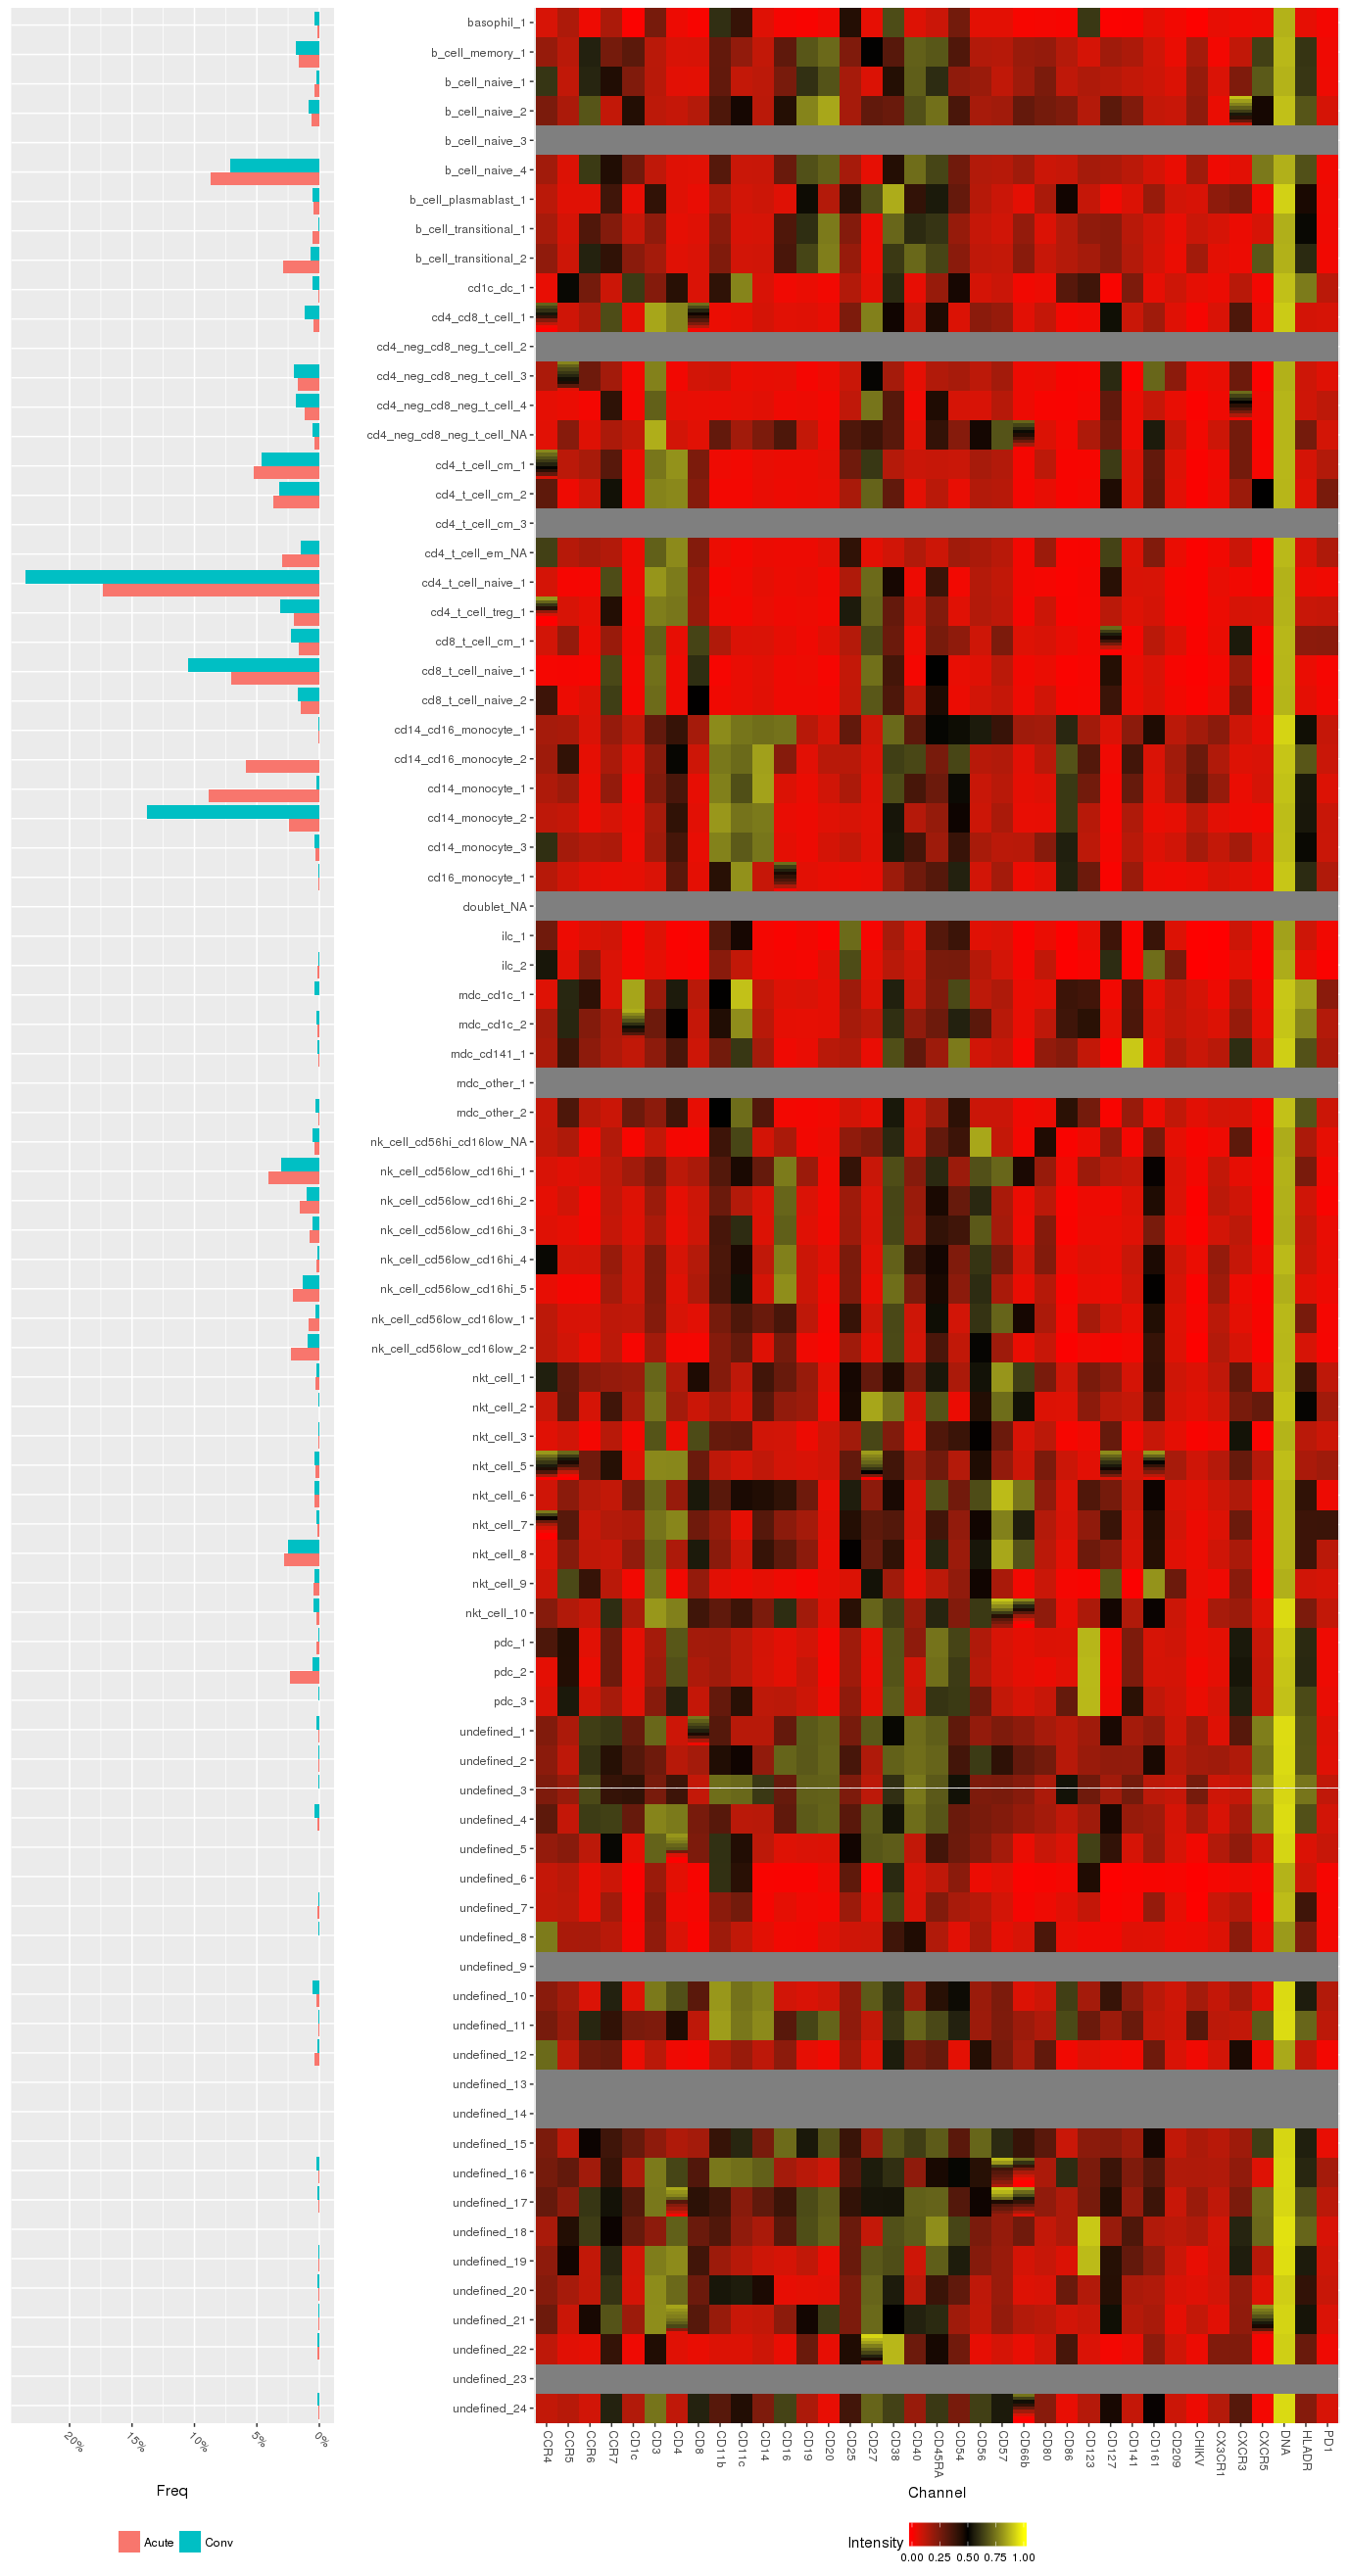 basophil_1
b_cell_memory_1
b_cell_naive_1
b_cell_naive_2
b_cell_naive_3
b_cell_naive_4
b_cell_plasmablast_1
b_cell_transitional_1
b_cell_transitional_2
cd1c_dc_1
cd4_cd8_t_cell_1
cd4_neg_cd8_neg_t_cell_2
cd4_neg_cd8_neg_t_cell_3
cd4_neg_cd8_neg_t_cell_4
cd4_neg_cd8_neg_t_cell_NA
cd4_t_cell_cm_1
cd4_t_cell_cm_2
cd4_t_cell_cm_3
cd4_t_cell_em_NA
cd4_t_cell_naive_1
cd4_t_cell_treg_1
cd8_t_cell_cm_1
cd8_t_cell_naive_1
cd8_t_cell_naive_2
cd14_cd16_monocyte_1
cd14_cd16_monocyte_2
cd14_monocyte_1
cd14_monocyte_2
cd14_monocyte_3
cd16_monocyte_1
doublet_NA
ilc_1
ilc_2
mdc_cd1c_1
mdc_cd1c_2
mdc_cd141_1
mdc_other_1
mdc_other_2
nk_cell_cd56hi_cd16low_NA
nk_cell_cd56low_cd16hi_1
nk_cell_cd56low_cd16hi_2
nk_cell_cd56low_cd16hi_3
nk_cell_cd56low_cd16hi_4
nk_cell_cd56low_cd16hi_5
nk_cell_cd56low_cd16low_1
nk_cell_cd56low_cd16low_2
nkt_cell_1
nkt_cell_2
nkt_cell_3
nkt_cell_5
nkt_cell_6
nkt_cell_7
nkt_cell_8
nkt_cell_9
nkt_cell_10
pdc_1
pdc_2
pdc_3
undefined_1
undefined_2
undefined_3
undefined_4
undefined_5
undefined_6
undefined_7
undefined_8
undefined_9
undefined_10
undefined_11
undefined_12
undefined_13
undefined_14
undefined_15
undefined_16
undefined_17
undefined_18
undefined_19
undefined_20
undefined_21
undefined_22
undefined_23
undefined_24
20% 15% 10% 5% 0%
Freq
Acute Conv
CCR4 CCR5 CCR6 CCR7 CD1c CD3 CD4 CD8 CD11b CD11c CD14 CD16 CD19 CD20 CD25 CD27 CD38 CD40 CD45RA CD54 CD56 CD57 CD66b CD80 CD86 CD123 CD127 CD141 CD161 CD209 CHIKV CX3CR1 CXCR3 CXCR5 DNA HLADR PD1
Channel
Intensity
0.00 0.25 0.50 0.75 1.00